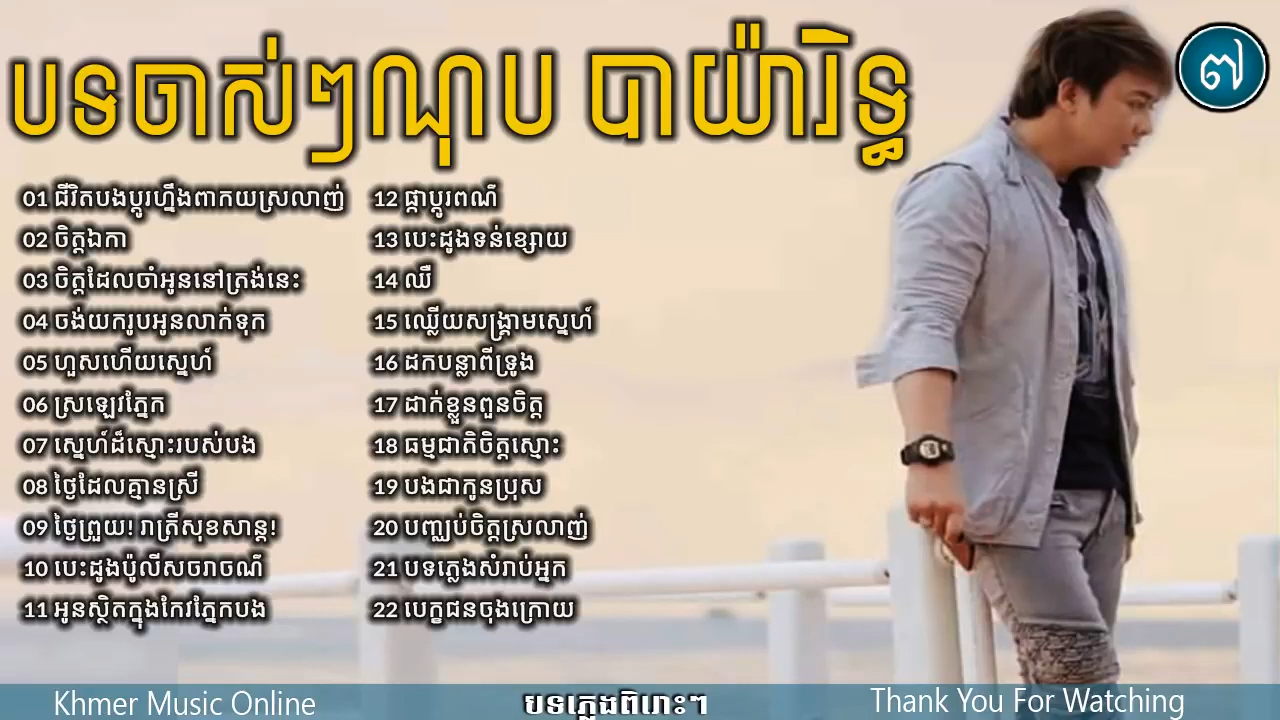 បទចាស់ៗណុប បាយ៉ារិទ្ធ
៧
01 ជីវិតបងប្តូរហ្នឹងពាកយស្រលាញ់
02 ចិត្តឯកា
03 ចិត្តដែលចាំអូននៅត្រង់នេះ
04 ចង់យករូបអូនលាក់ទុក
05 ហួសហើយស្នេហ៍
06 ស្រឡេវភ្នែក
07 ស្នេហ៍ដ៏ស្មោះរបស់បង
08 ថ្ងៃដែលគ្មានស្រី
09 ថ្ងៃព្រួយ! រាត្រីសុខសាន្ត!
10 បេះដូងប៉ូលីសចរាចណ៏
11 អូនស្ថិតក្នុងកែវភ្នែកបង
12 ផ្កាប្តូរពណ៏
13 បេះដូងទន់ខ្សោយ
14 ឈឺ
15 ឈ្លើយសង្គ្រាមស្នេហ៍
16 ដកបន្លាពីទ្រូង
17 ដាក់ខ្លួនពួនចិត្ត
18 ធម្មជាតិចិត្តស្មោះ
19 បងជាកូនប្រុស
20 បញ្ឈប់ចិត្តស្រលាញ់
21 បទភ្លេងសំរាប់អ្នក
22 បេក្ខជនចុងក្រោយ
Khmer Music Online
បទភ្លេងពិរោះៗ
Thank You For Watching